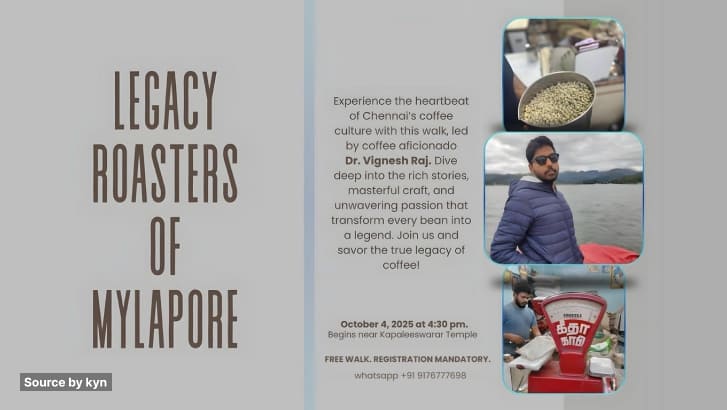 LEGACY
ROASTERS
OF
MYLAPORE
Experience the heartbeat
of Chennai's coffee
culture with this walk, led
by coffee aficionado
Dr. Vignesh Raj. Dive
deep into the rich stories,
masterful craft, and
unwavering passion that
transform every bean into
a legend. Join us and
savor the true legacy of
coffee!
October 4, 2025 at 4:30 pm.
Begins near Kapaleeswarar Temple
FREE WALK. REGISTRATION MANDATORY.
whatsapp +91 9176777698
கீதா
காபி
Source by kyn